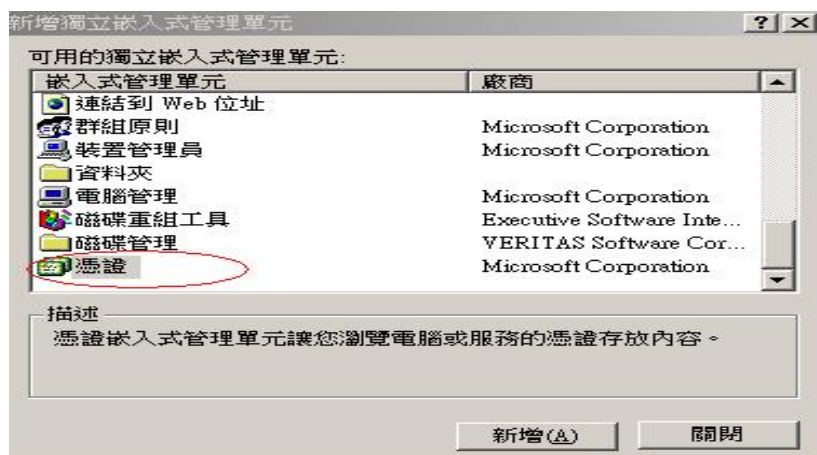 新增獨立嵌入式管理單元
可用的獨立嵌入式管理單元:
嵌入式管理單元 廠商
連結到 Web 位址
群組原則 Microsoft Corporation
裝置管理員 Microsoft Corporation
資料夾
電腦管理 Microsoft Corporation
磁碟重組工具 Executive Software Inte...
磁碟管理 VERITAS Software Cor...
憑證 Microsoft Corporation
描述
憑證嵌入式管理單元讓您瀏覽電腦或服務的憑證存放內容。
新增(A) 關閉